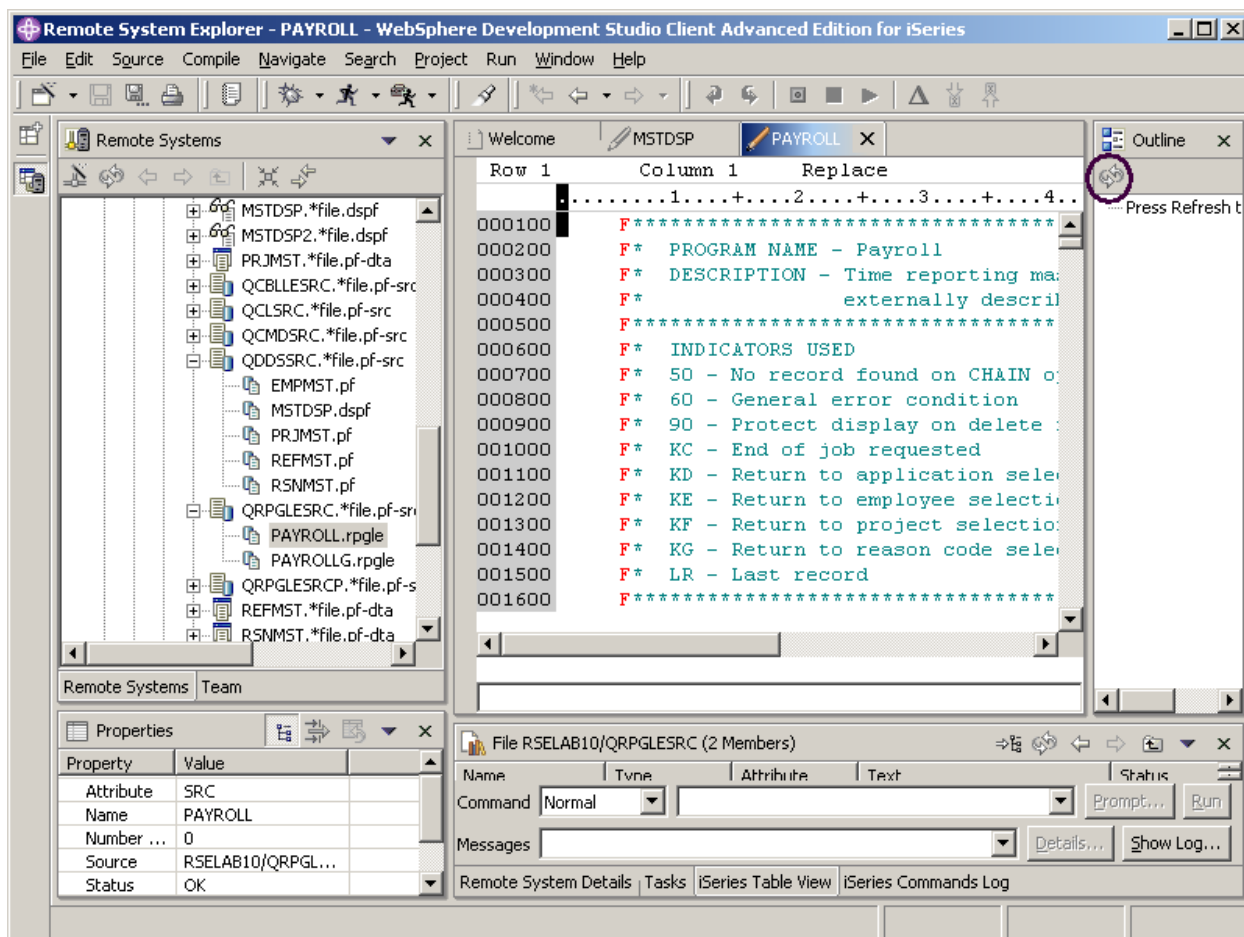 Remote System Explorer - PAYROLL - WebSphere Development Studio Client Advanced Edition for iSeries
File Edit Source Compile Navigate Search Project Run Window Help
Remote Systems
MSTDSP.*file.dspf
MSTDSP2.*file.dspf
PRJMST.*file.pf-dta
QCBLLESRC.*file.pf-src
QCLSRC.*file.pf-src
QCMDSRC.*file.pf-src
QDDSSRC.*file.pf-src
EMPMST.pf
MSTDSP.dspf
PRJMST.pf
REFMST.pf
RSNMST.pf
QRPGLESRC.*file.pf-sr
PAYROLL.rpgle
PAYROLLG.rpgle
QRPGLESRCP.*file.pf-s
REFMST.*file.pf-dta
RSNMST.*file.pf-dta
Remote Systems Team
Welcome MSTDSP PAYROLL
Row 1 Column 1 Replace
.........1....+....2....+....3....+....4..
000100 F**********************************
000200 F* PROGRAM NAME - Payroll
000300 F* DESCRIPTION - Time reporting ma
000400 F* externally descri
000500 F**********************************
000600 F* INDICATORS USED
000700 F* 50 - No record found on CHAIN o
000800 F* 60 - General error condition
000900 F* 90 - Protect display on delete
001000 F* KC - End of job requested
001100 F* KD - Return to application sele
001200 F* KE - Return to employee selecti
001300 F* KF - Return to project selectio
001400 F* KG - Return to reason code sele
001500 F* LR - Last record
001600 F**********************************
Outline
Press Refresh t
Properties
Property Value
Attribute SRC
Name PAYROLL
Number ... 0
Source RSELAB10/QRPGL...
Status OK
File RSELAB10/QRPGLESRC (2 Members)
Name Type Attribute Text Status
Command Normal Prompt... Run
Messages Details... Show Log...
Remote System Details Tasks iSeries Table View iSeries Commands Log